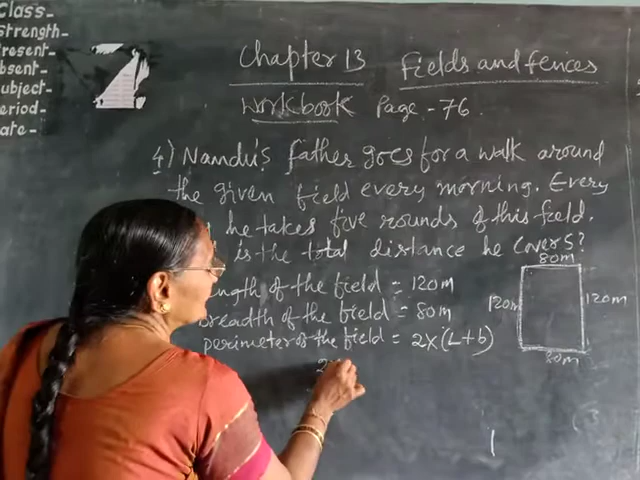 Class-
Strength-
Present-
Absent-
Subject-
Period-
Date-
Chapter 13 Fields and fences
Workbook Page - 76
4) Nandu's father goes for a walk around
the given field every morning. Every
he takes five rounds of this field.
is the total distance he covers?
length of the field = 120m
breadth of the field = 80m
perimeter of the field = 2x(L+b)
2
80m
120m
120m
80m